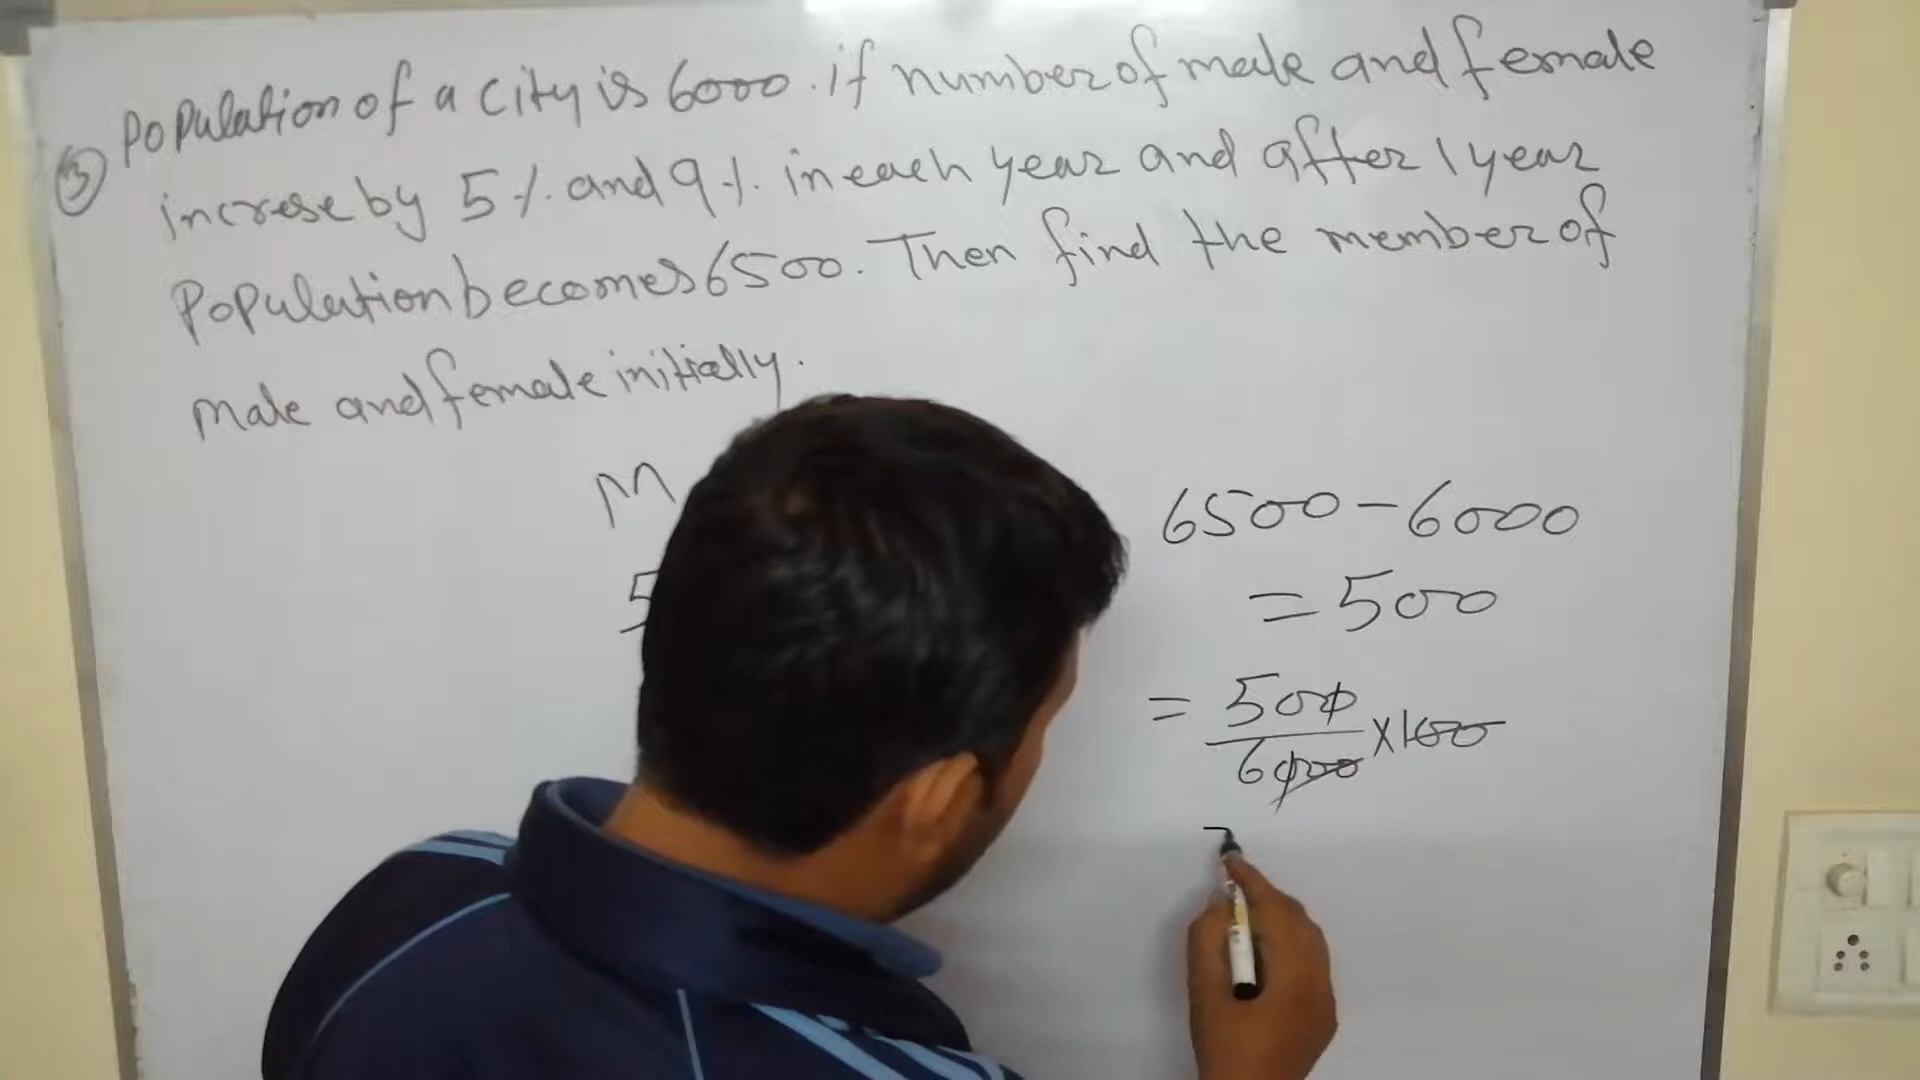 ③ Population of a city is 6000. if number of male and female
increse by 5%. and 9%. in each year and after 1 year
Population becomes 6500. Then find the member of
male and female initially.
M
5
6500-6000
=500
= 500/6000 ×100